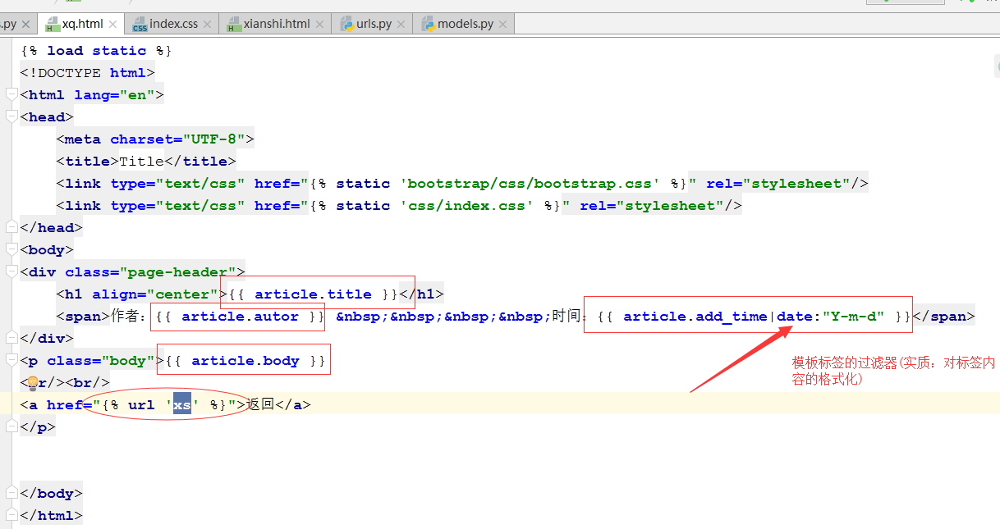 s.py
H xq.html
CSS index.css
H xianshi.html
urls.py
models.py
{% load static %}
<!DOCTYPE html>
<html lang="en">
<head>
<meta charset="UTF-8">
<title>Title</title>
<link type="text/css" href="{% static 'bootstrap/css/bootstrap.css' %}" rel="stylesheet"/>
<link type="text/css" href="{% static 'css/index.css' %}" rel="stylesheet"/>
</head>
<body>
<div class="page-header">
<h1 align="center">{{ article.title }}</h1>
<span>作者：{{ article.autor }} &nbsp;&nbsp;&nbsp;&nbsp;时间：{{ article.add_time|date:"Y-m-d" }}</span>
</div>
<p class="body">{{ article.body }}
模板标签的过滤器(实质：对标签内
容的格式化)
< r/><br/>
<a href="{% url 'xs' %}">返回</a>
</p>
</body>
</html>